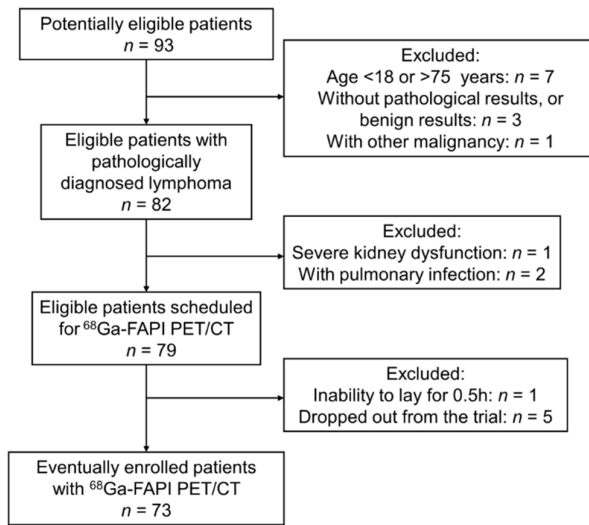 Potentially eligible patients
n = 93
Excluded:
Age <18 or >75 years: n = 7
Without pathological results, or
benign results: n = 3
With other malignancy: n = 1
Eligible patients with
pathologically
diagnosed lymphoma
n = 82
Excluded:
Severe kidney dysfunction: n = 1
With pulmonary infection: n = 2
Eligible patients scheduled
for ⁶⁸Ga-FAPI PET/CT
n = 79
Excluded:
Inability to lay for 0.5h: n = 1
Dropped out from the trial: n = 5
Eventually enrolled patients
with ⁶⁸Ga-FAPI PET/CT
n = 73